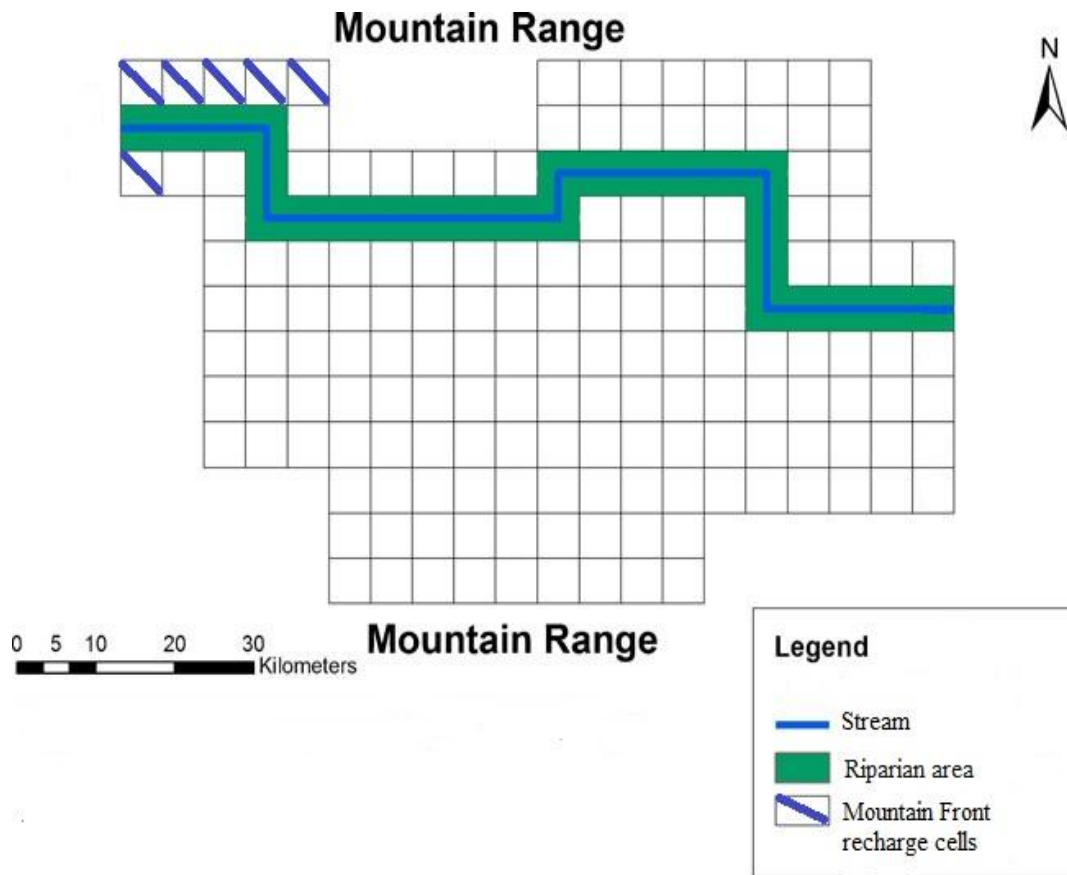 Mountain Range
N
0 5 10 20 30
Kilometers
Mountain Range
Legend
Stream
Riparian area
Mountain Front
recharge cells